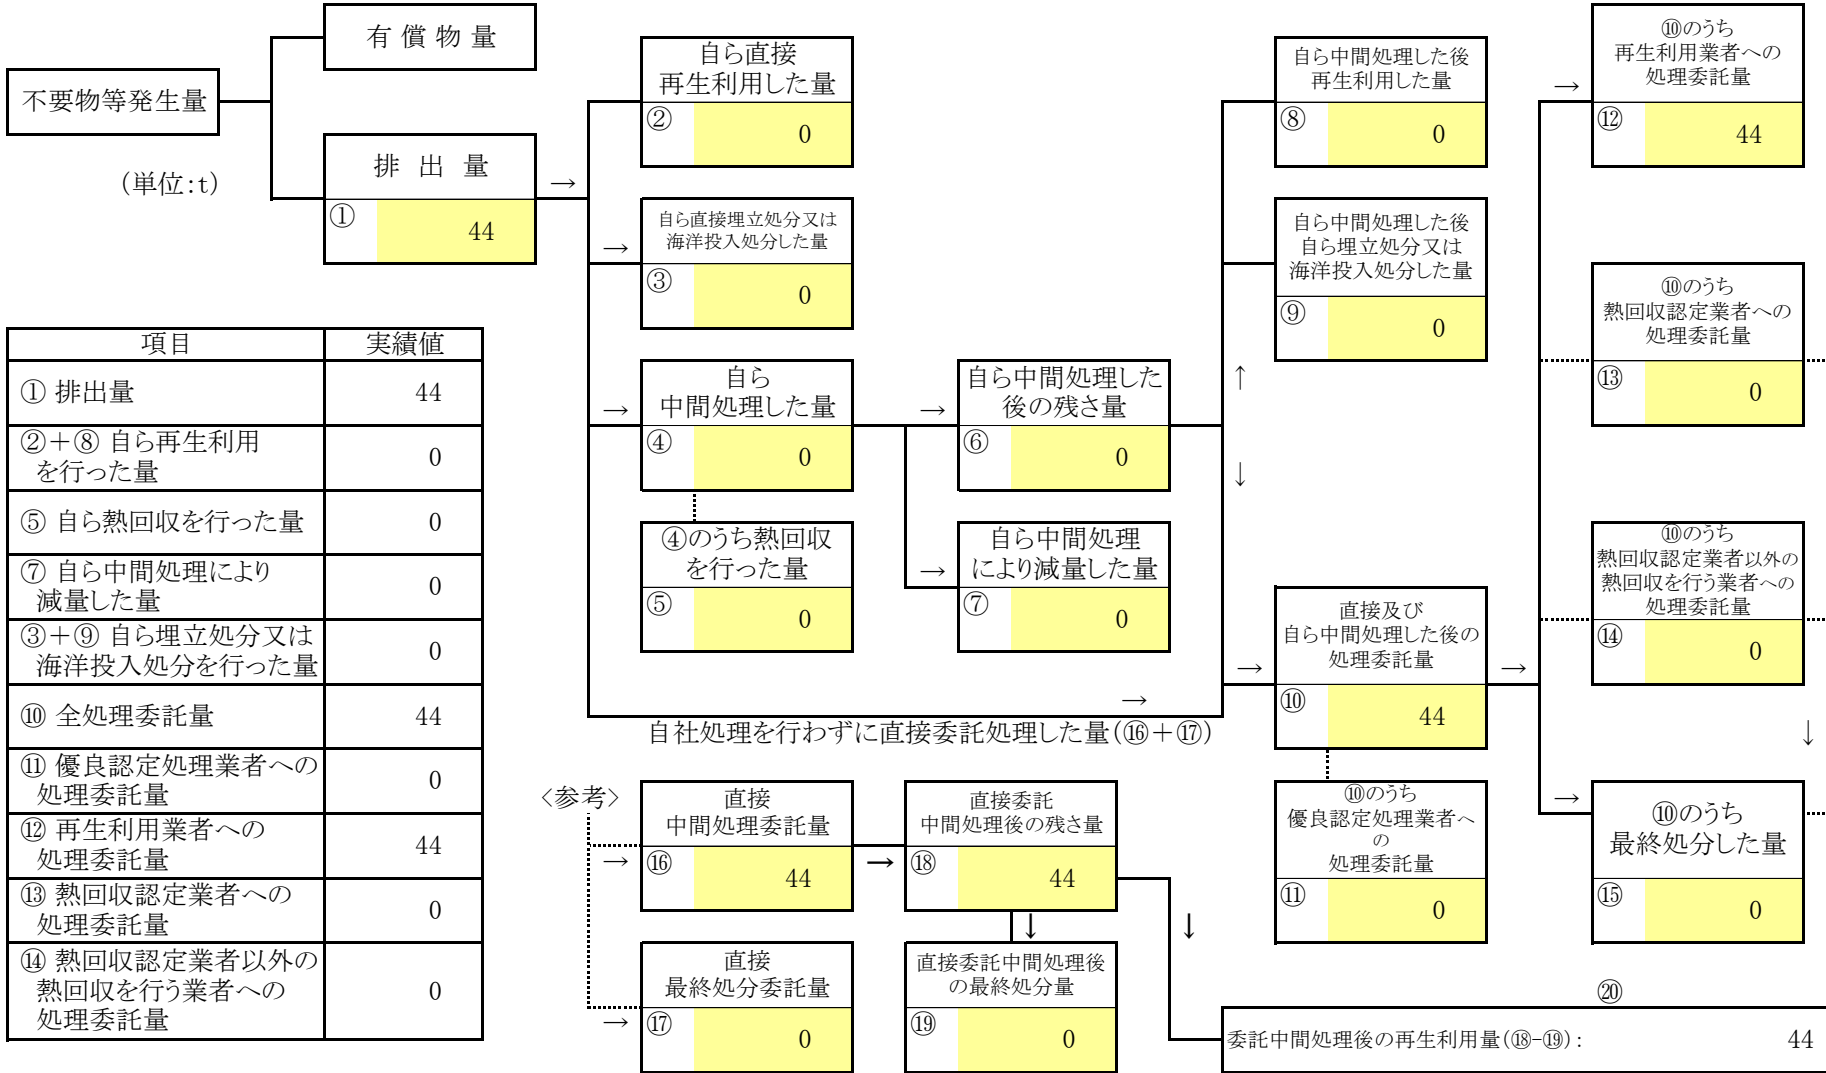 不要物等発生量
(単位:t)
有 償 物 量
排 出 量
①
44
→
自ら直接
再生利用した量
②
0
→
自ら直接埋立処分又は
海洋投入処分した量
③
0
→
自ら
中間処理した量
④
0
④のうち熱回収
を行った量
⑤
0
→
自ら中間処理した
後の残さ量
⑥
0
→
自ら中間処理
により減量した量
⑦
0
→
自社処理を行わずに直接委託処理した量(⑯+⑰)
自ら中間処理した後
再生利用した量
⑧
0
自ら中間処理した後
自ら埋立処分又は
海洋投入処分した量
⑨
0
↑
↓
→
直接及び
自ら中間処理した後の
処理委託量
⑩
44
→
⑩のうち
優良認定処理業者へ
の
処理委託量
⑪
0
→
⑩のうち
再生利用業者への
処理委託量
⑫
44
⑩のうち
熱回収認定業者への
処理委託量
⑬
0
⑩のうち
熱回収認定業者以外の
熱回収を行う業者への
処理委託量
⑭
0
↓
→
⑩のうち
最終処分した量
⑮
0
項目 実績値
① 排出量 44
②+⑧ 自ら再生利用
を行った量 0
⑤ 自ら熱回収を行った量 0
⑦ 自ら中間処理により
減量した量 0
③+⑨ 自ら埋立処分又は
海洋投入処分を行った量 0
⑩ 全処理委託量 44
⑪ 優良認定処理業者への
処理委託量 0
⑫ 再生利用業者への
処理委託量 44
⑬ 熱回収認定業者への
処理委託量 0
⑭ 熱回収認定業者以外の
熱回収を行う業者への
処理委託量 0
〈参考〉
→
直接
中間処理委託量
⑯
44
→
直接委託
中間処理後の残さ量
⑱
44
↓
↓
→
直接
最終処分委託量
⑰
0
直接委託中間処理後
の最終処分量
⑲
0
⑳
委託中間処理後の再生利用量(⑱-⑲): 44